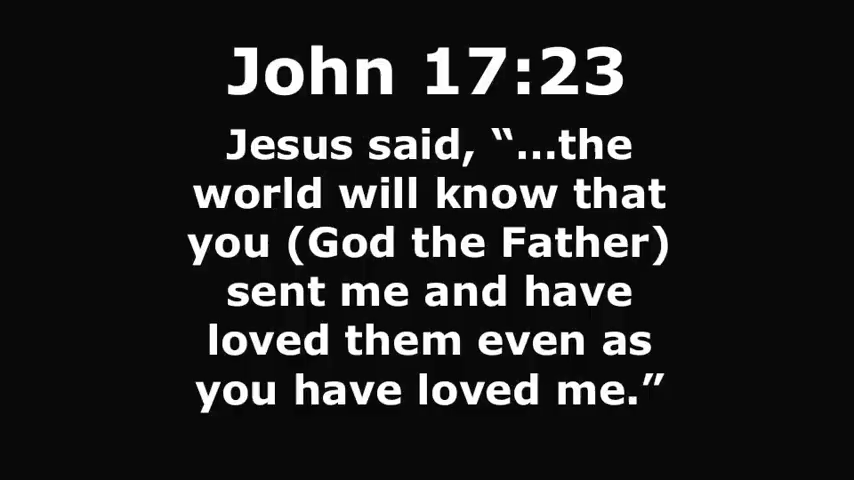 John 17:23
Jesus said, “...the
world will know that
you (God the Father)
sent me and have
loved them even as
you have loved me.”